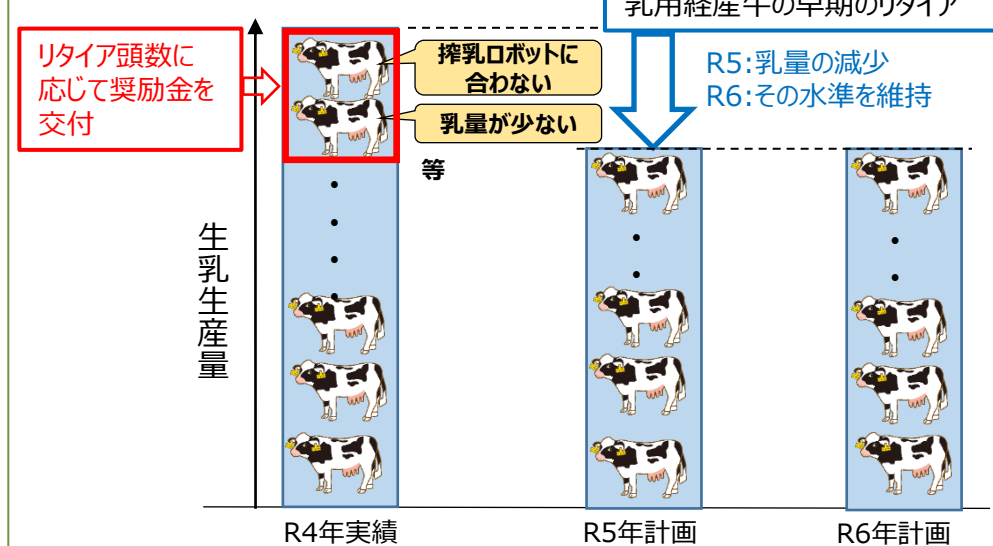 乳用経産牛の早期のリタイア
リタイア頭数に
応じて奨励金を
交付
搾乳ロボットに
合わない
乳量が少ない
等
R5:乳量の減少
R6:その水準を維持
生乳生産量
R4年実績
R5年計画
R6年計画